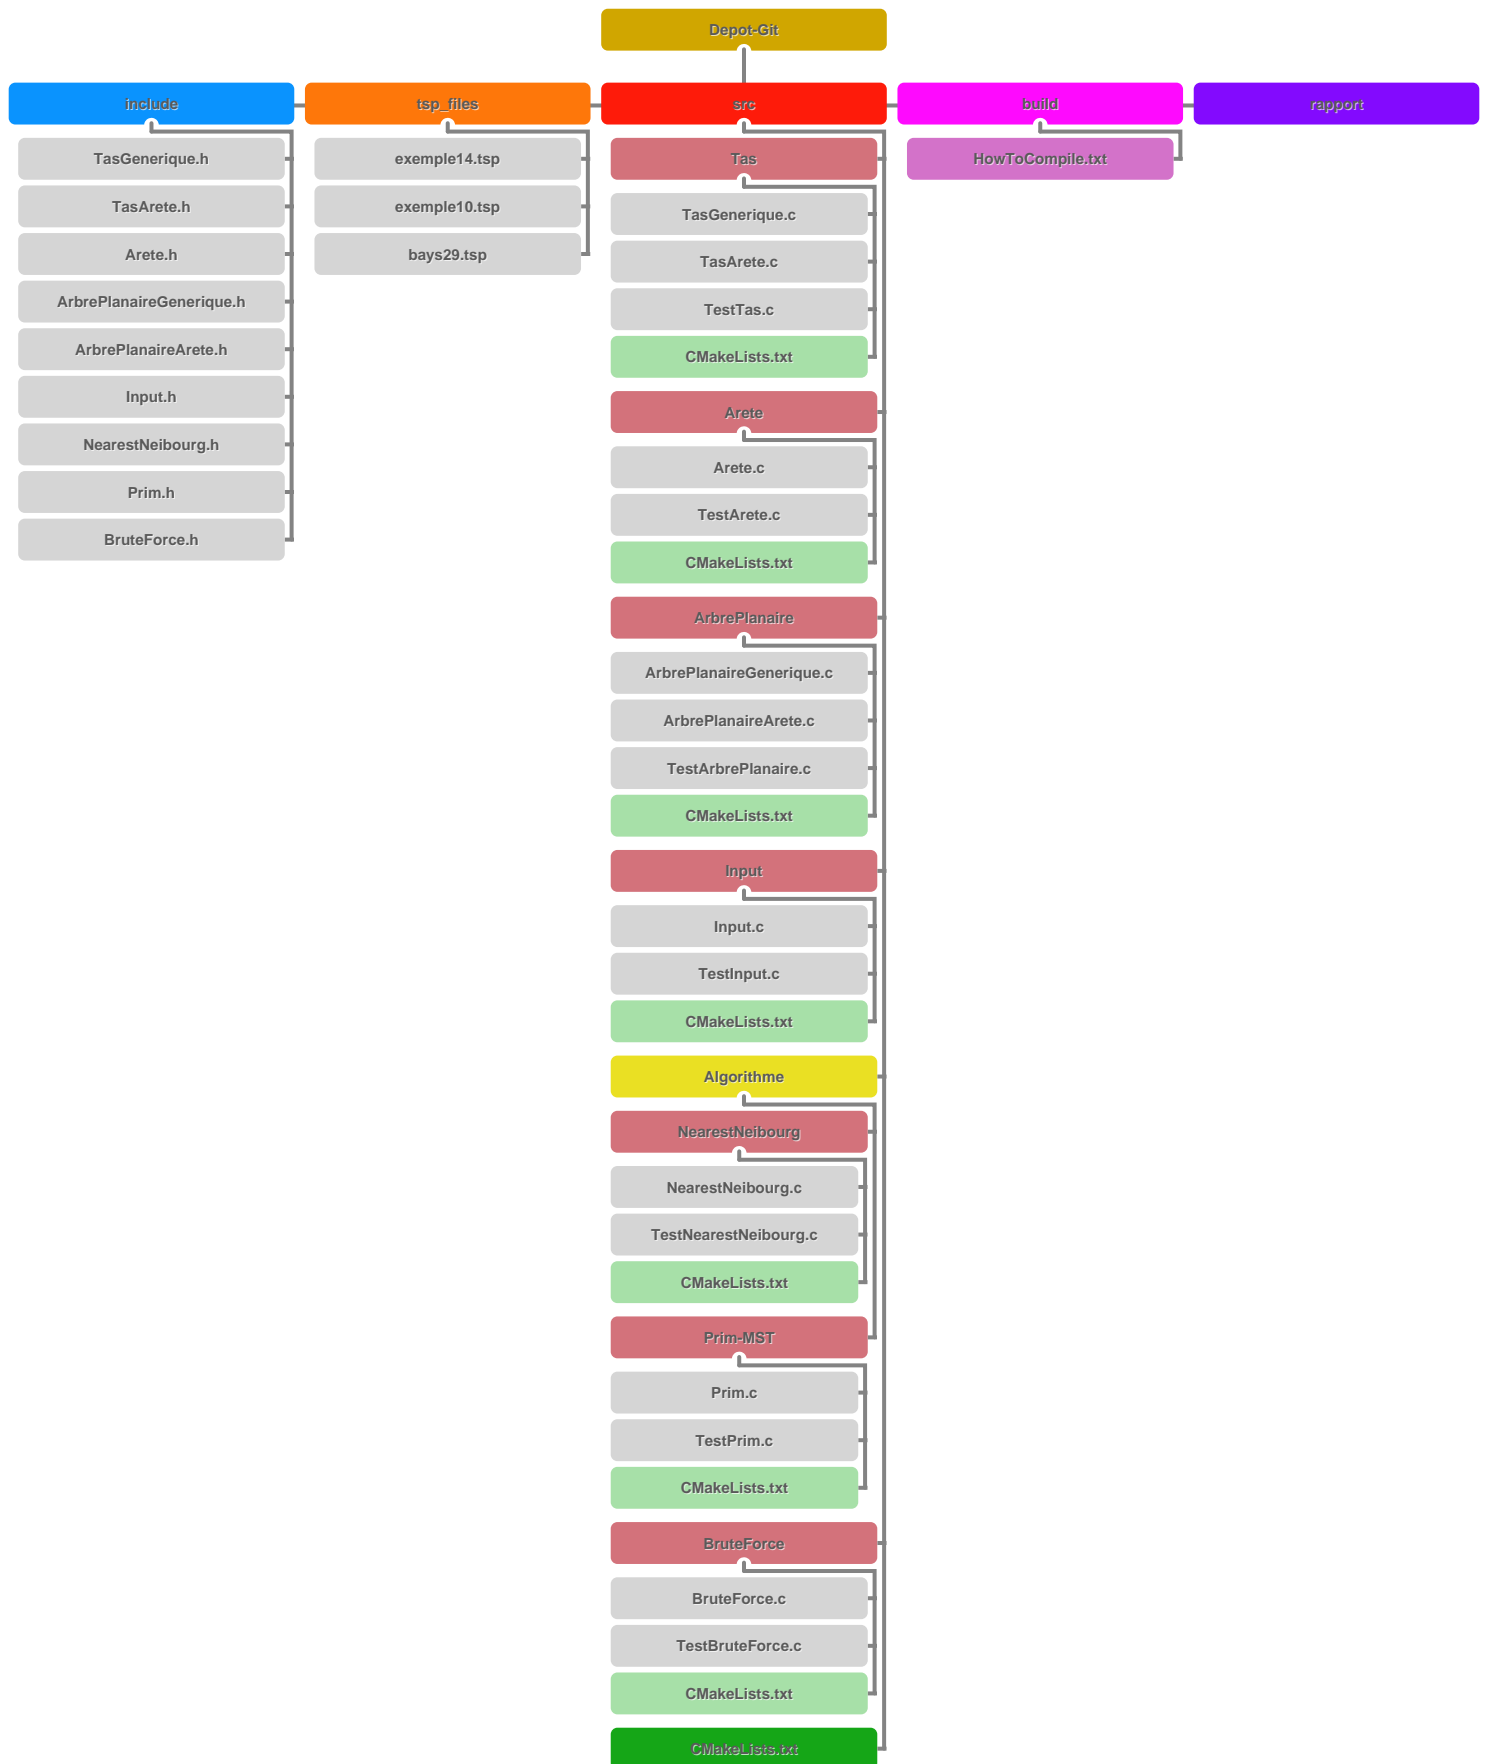 Depot-Git
include
tsp_files
src
build
rapport
TasGenerique.h
TasArete.h
Arete.h
ArbrePlanaireGenerique.h
ArbrePlanaireArete.h
Input.h
NearestNeibourg.h
Prim.h
BruteForce.h
exemple14.tsp
exemple10.tsp
bays29.tsp
Tas
TasGenerique.c
TasArete.c
TestTas.c
CMakeLists.txt
Arete
Arete.c
TestArete.c
CMakeLists.txt
ArbrePlanaire
ArbrePlanaireGenerique.c
ArbrePlanaireArete.c
TestArbrePlanaire.c
CMakeLists.txt
Input
Input.c
TestInput.c
CMakeLists.txt
Algorithme
NearestNeibourg
NearestNeibourg.c
TestNearestNeibourg.c
CMakeLists.txt
Prim-MST
Prim.c
TestPrim.c
CMakeLists.txt
BruteForce
BruteForce.c
TestBruteForce.c
CMakeLists.txt
CMakeLists.txt
HowToCompile.txt